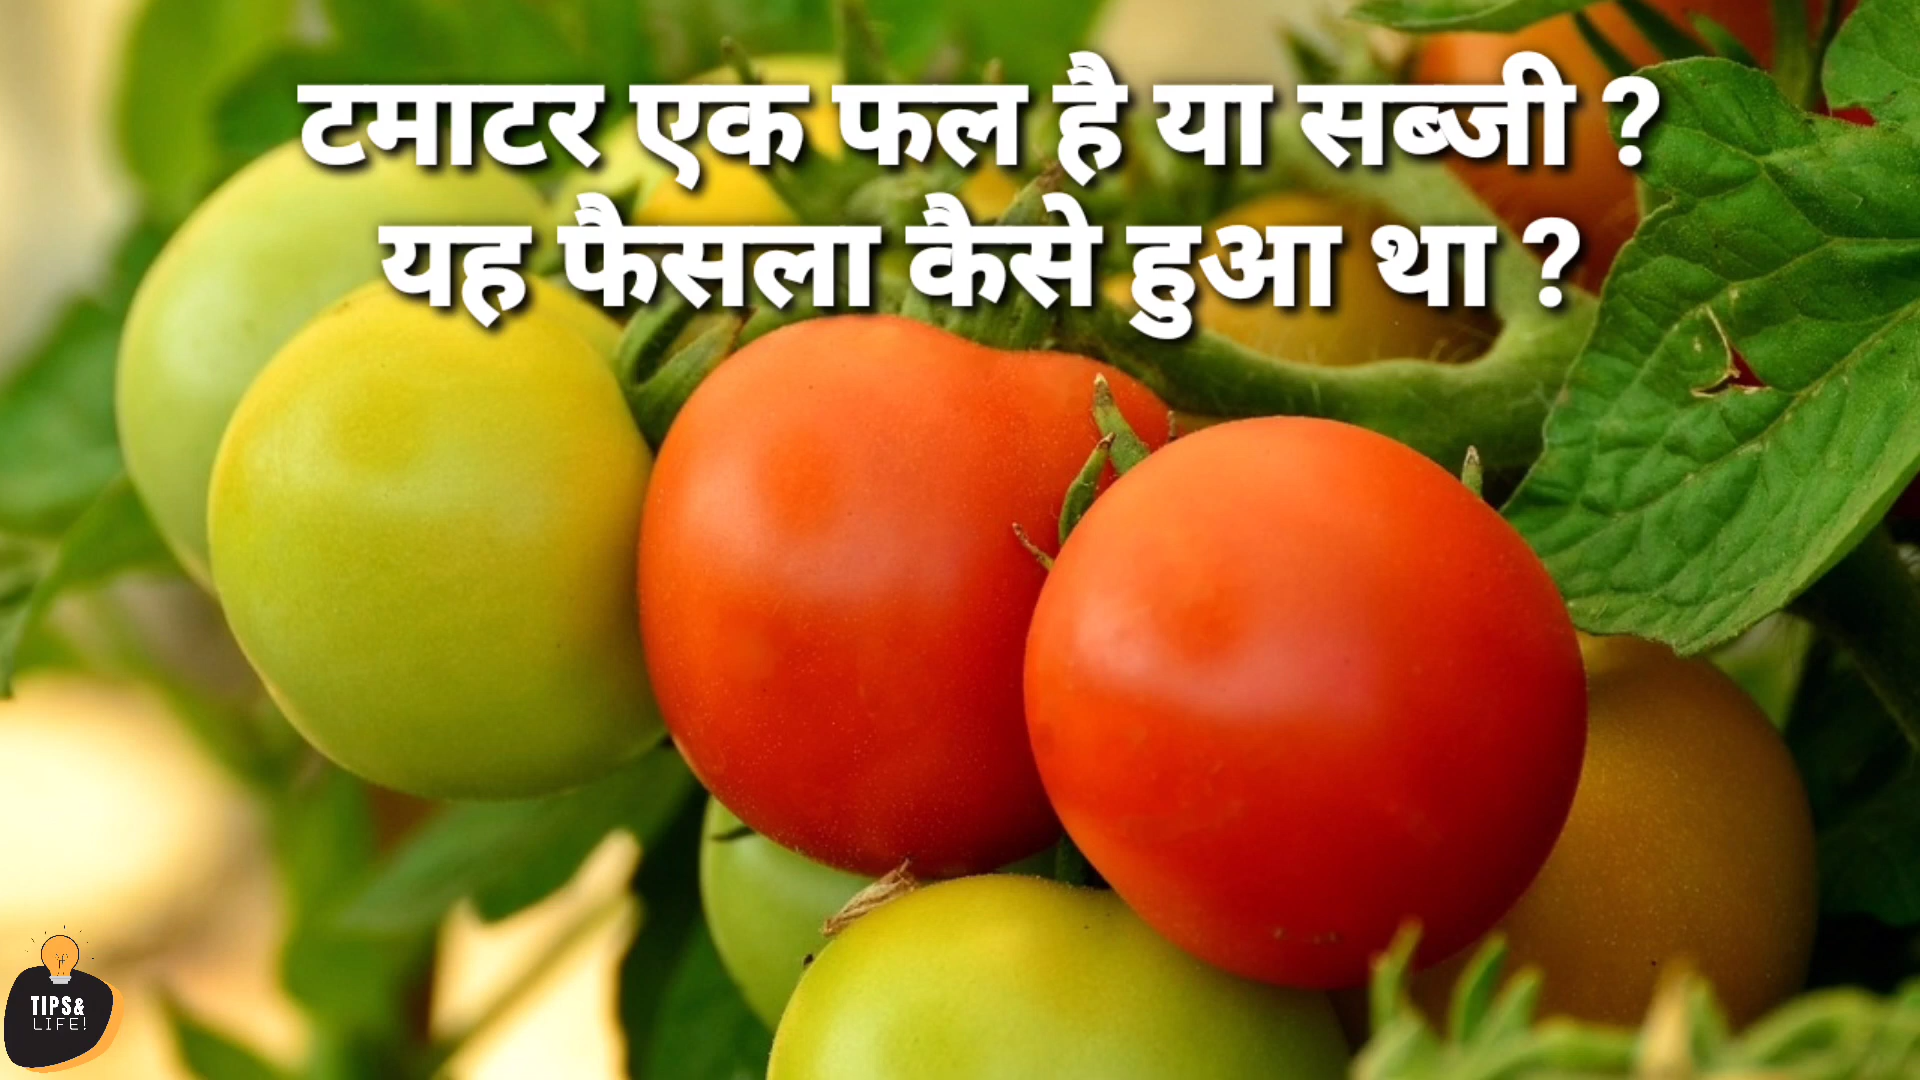 टमाटर एक फल है या सब्जी ?
यह फैसला कैसे हुआ था ?
TIPS&
LIFE!